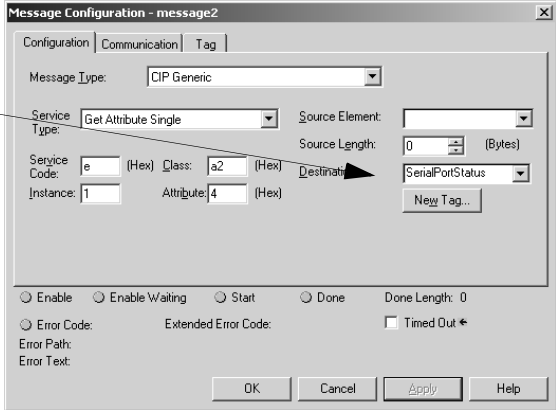 Message Configuration - message2
Configuration Communication Tag
Message Type: CIP Generic
Service Type: Get Attribute Single
Source Element:
Source Length: 0 (Bytes)
Service Code: e (Hex) Class: a2 (Hex)
Destination SerialPortStatus
Instance: 1 Attribute: 4 (Hex)
New Tag...
Enable Enable Waiting Start Done Done Length: 0
Error Code: Extended Error Code: Timed Out
Error Path:
Error Text:
OK Cancel Apply Help